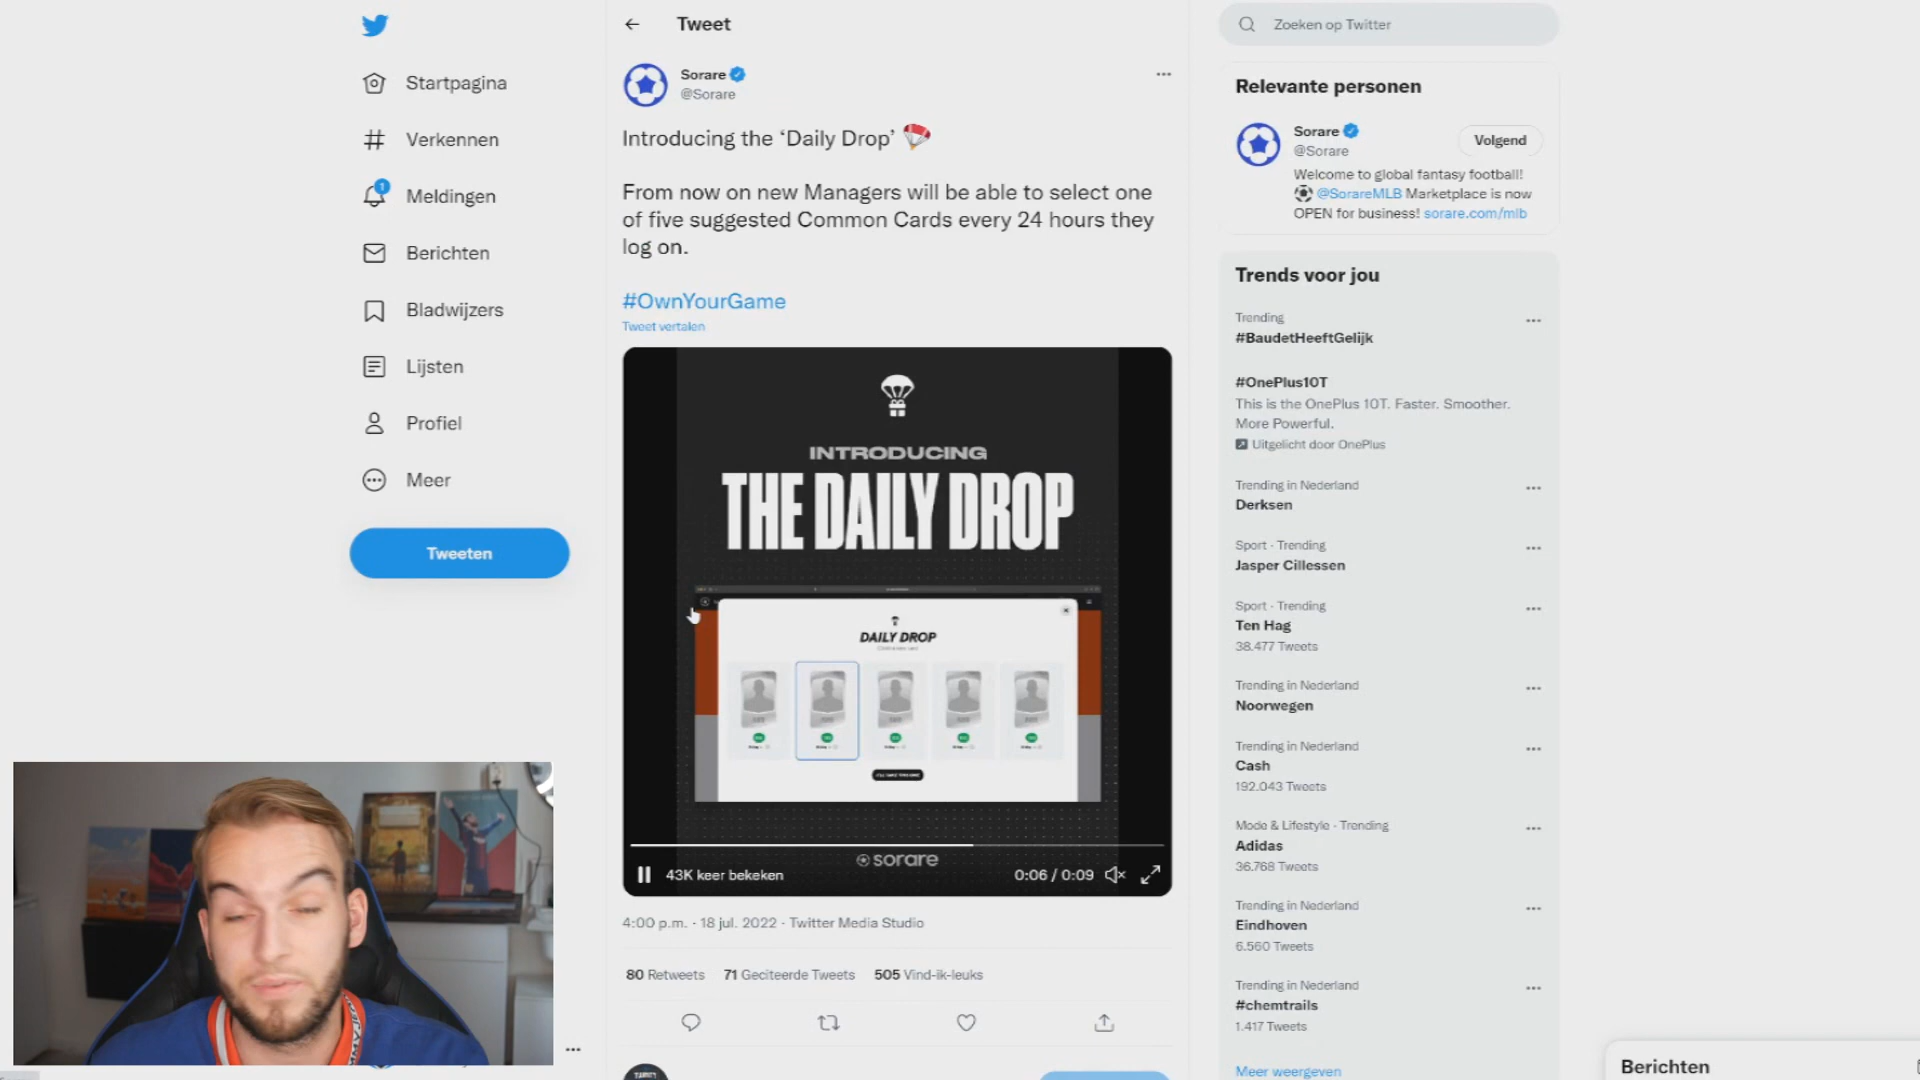 Startpagina
Verkennen
1
Meldingen
Berichten
Bladwijzers
Lijsten
Profiel
Meer
Tweeten
Tweet
Sorare
@Sorare
Introducing the ‘Daily Drop’
From now on new Managers will be able to select one
of five suggested Common Cards every 24 hours they
log on.
#OwnYourGame
Tweet vertalen
INTRODUCING
THE DAILY DROP
DAILY DROP
sorare
43K keer bekeken
0:06 / 0:09
4:00 p.m. · 18 jul. 2022 · Twitter Media Studio
80 Retweets 71 Geciteerde Tweets 505 Vind-ik-leuks
Zoeken op Twitter
Relevante personen
Sorare
@Sorare
Volgend
Welcome to global fantasy football!
@SorareMLB Marketplace is now
OPEN for business! sorare.com/mlb
Trends voor jou
Trending
#BaudetHeeftGelijk
#OnePlus10T
This is the OnePlus 10T. Faster. Smoother.
More Powerful.
Uitgelicht door OnePlus
Trending in Nederland
Derksen
Sport · Trending
Jasper Cillessen
Sport · Trending
Ten Hag
38.477 Tweets
Trending in Nederland
Noorwegen
Trending in Nederland
Cash
192.043 Tweets
Mode & Lifestyle · Trending
Adidas
36.768 Tweets
Trending in Nederland
Eindhoven
6.560 Tweets
Trending in Nederland
#chemtrails
1.417 Tweets
Meer weergeven
Berichten